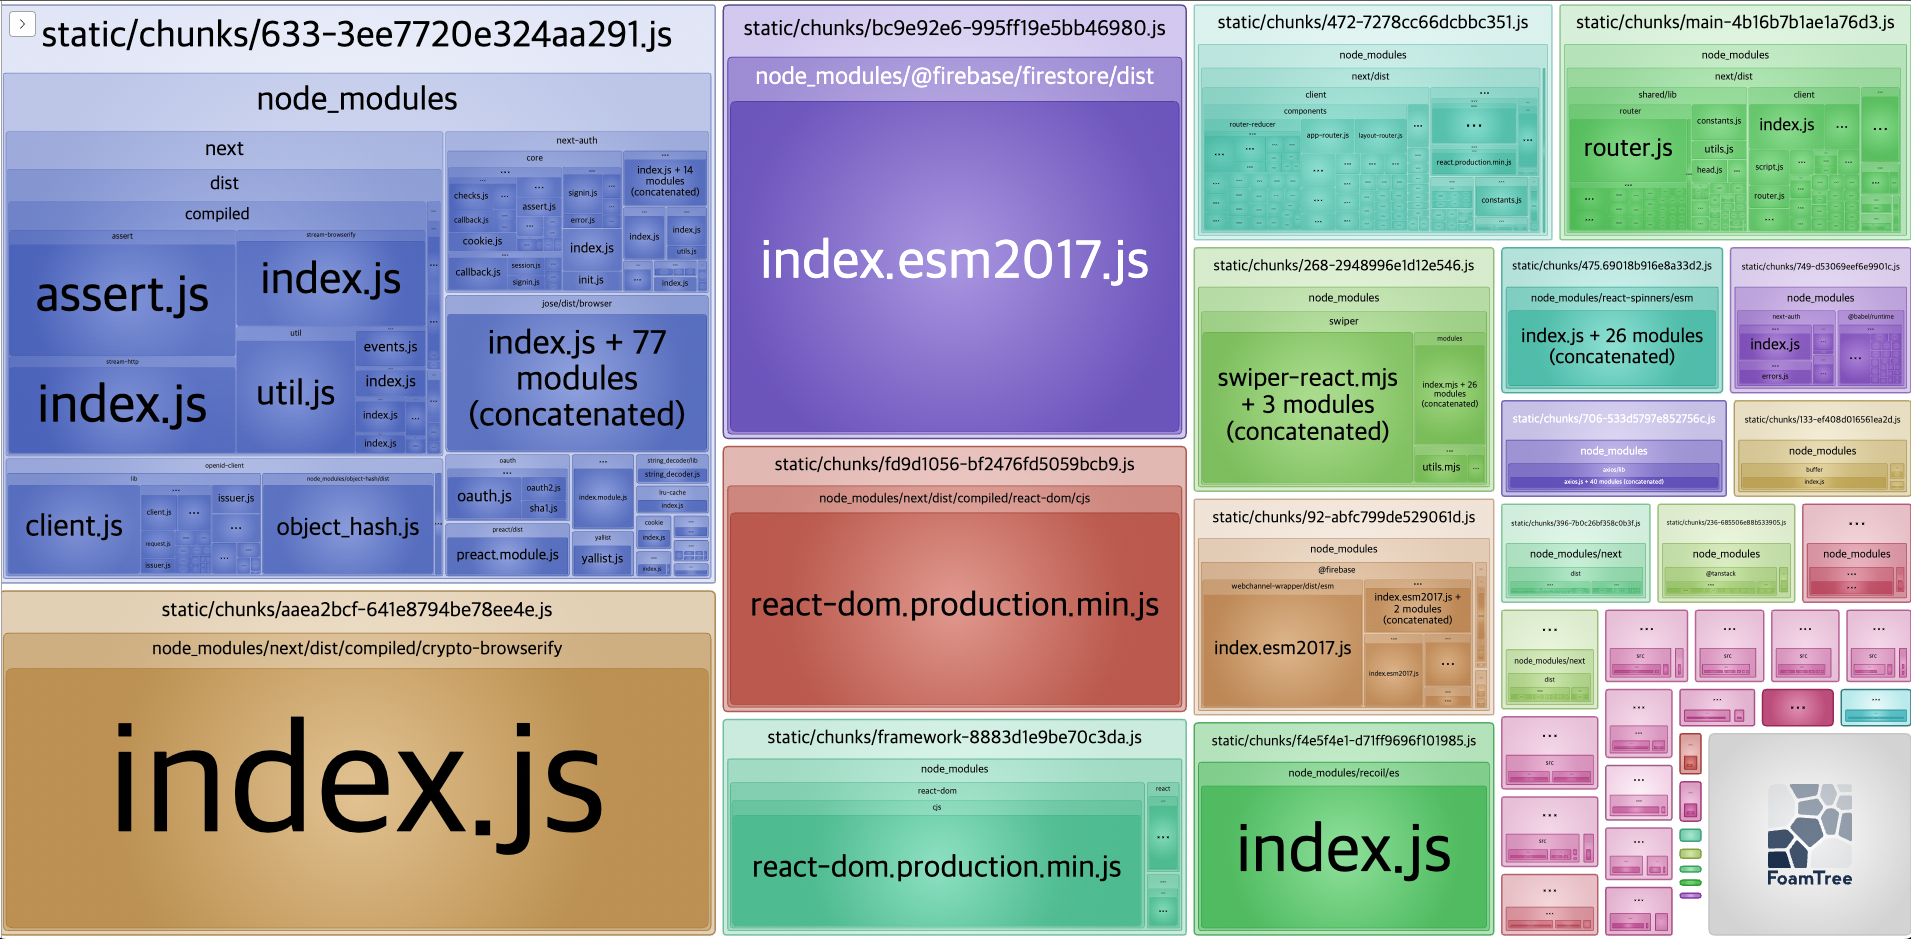 static/chunks/633-3ee7720e324aa291.js
node_modules
next
dist
compiled
assert
assert.js
stream-browserify
index.js
stream-http
index.js
util
util.js
events.js
index.js
index.js
index.js
next-auth
core
checks.js
callback.js
cookie.js
assert.js
signin.js
error.js
index.js
callback.js
session.js
signin.js
init.js
index.js + 14
modules
(concatenated)
index.js
index.js
utils.js
index.js
jose/dist/browser
index.js + 77
modules
(concatenated)
openid-client
lib
client.js
client.js
request.js
issuer.js
issuer.js
node_modules/object-hash/dist
object_hash.js
oauth
oauth.js
oauth2.js
sha1.js
preact/dist
preact.module.js
index.module.js
yallist
yallist.js
string_decoder/lib
string_decoder.js
lru-cache
index.js
cookie
index.js
index.js
static/chunks/aaea2bcf-641e8794be78ee4e.js
node_modules/next/dist/compiled/crypto-browserify
index.js
static/chunks/bc9e92e6-995ff19e5bb46980.js
node_modules/@firebase/firestore/dist
index.esm2017.js
static/chunks/fd9d1056-bf2476fd5059bcb9.js
node_modules/next/dist/compiled/react-dom/cjs
react-dom.production.min.js
static/chunks/framework-8883d1e9be70c3da.js
node_modules
react-dom
cjs
react-dom.production.min.js
react
static/chunks/472-7278cc66dcbbc351.js
node_modules
next/dist
client
components
router-reducer
app-router.js
layout-router.js
react.production.min.js
constants.js
static/chunks/main-4b16b7b1ae1a76d3.js
node_modules
next/dist
shared/lib
router
router.js
constants.js
utils.js
head.js
client
index.js
script.js
router.js
static/chunks/268-2948996e1d12e546.js
node_modules
swiper
swiper-react.mjs
+ 3 modules
(concatenated)
modules
index.mjs + 26
modules
(concatenated)
utils.mjs
static/chunks/475.69018b916e8a33d2.js
node_modules/react-spinners/esm
index.js + 26 modules
(concatenated)
static/chunks/749-d53069eef6e9901c.js
node_modules
next-auth
index.js
errors.js
@babel/runtime
static/chunks/706-533d5797e852756c.js
node_modules
axios/lib
axios.js + 40 modules (concatenated)
static/chunks/133-ef408d016561ea2d.js
node_modules
buffer
index.js
static/chunks/92-abfc799de529061d.js
node_modules
@firebase
webchannel-wrapper/dist/esm
index.esm2017.js
index.esm2017.js +
2 modules
(concatenated)
index.esm2017.js
static/chunks/396-7b0c26bf358c0b3f.js
node_modules/next
dist
static/chunks/236-685506e88b533905.js
node_modules
@tanstack
node_modules
static/chunks/f4e5f4e1-d71ff9696f101985.js
node_modules/recoil/es
index.js
node_modules/next
dist
src
src
src
src
src
src
FoamTree